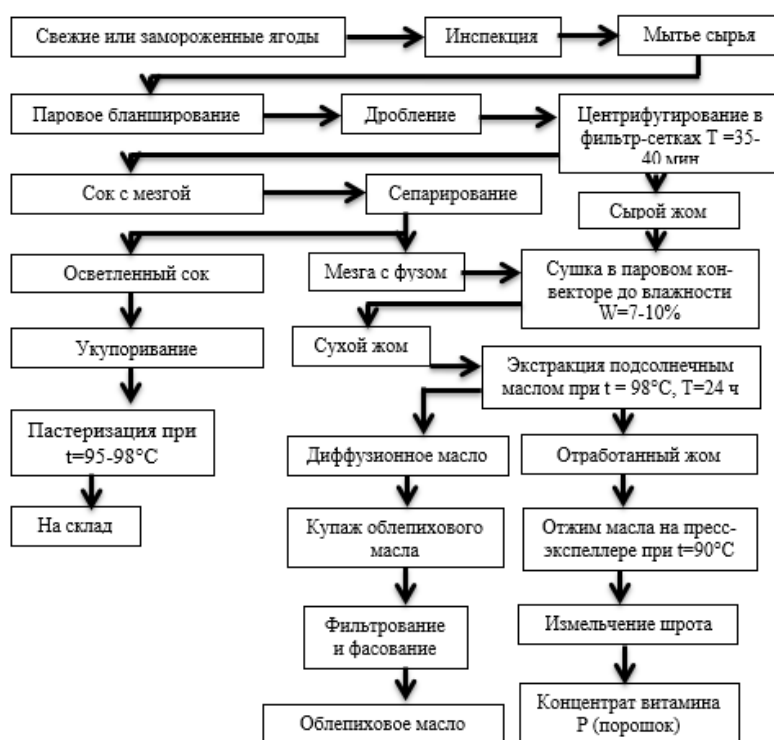 Свежие или замороженные ягоды
Инспекция
Мытье сырья
Паровое бланширование
Дробление
Центрифугирование в
фильтр-сетках Т =35-
40 мин
Сок с мезгой
Сепарирование
Сырой жом
Осветленный сок
Мезга с фузом
Сушка в паровом кон-
векторе до влажности
W=7-10%
Укупоривание
Сухой жом
Экстракция подсолнечным
маслом при t = 98°С, Т=24 ч
Пастеризация при
t=95-98°С
Диффузионное масло
Отработанный жом
На склад
Купаж облепихового
масла
Отжим масла на пресс-
экспеллере при t=90°С
Фильтрование
и фасование
Измельчение шрота
Облепиховое масло
Концентрат витамина
Р (порошок)